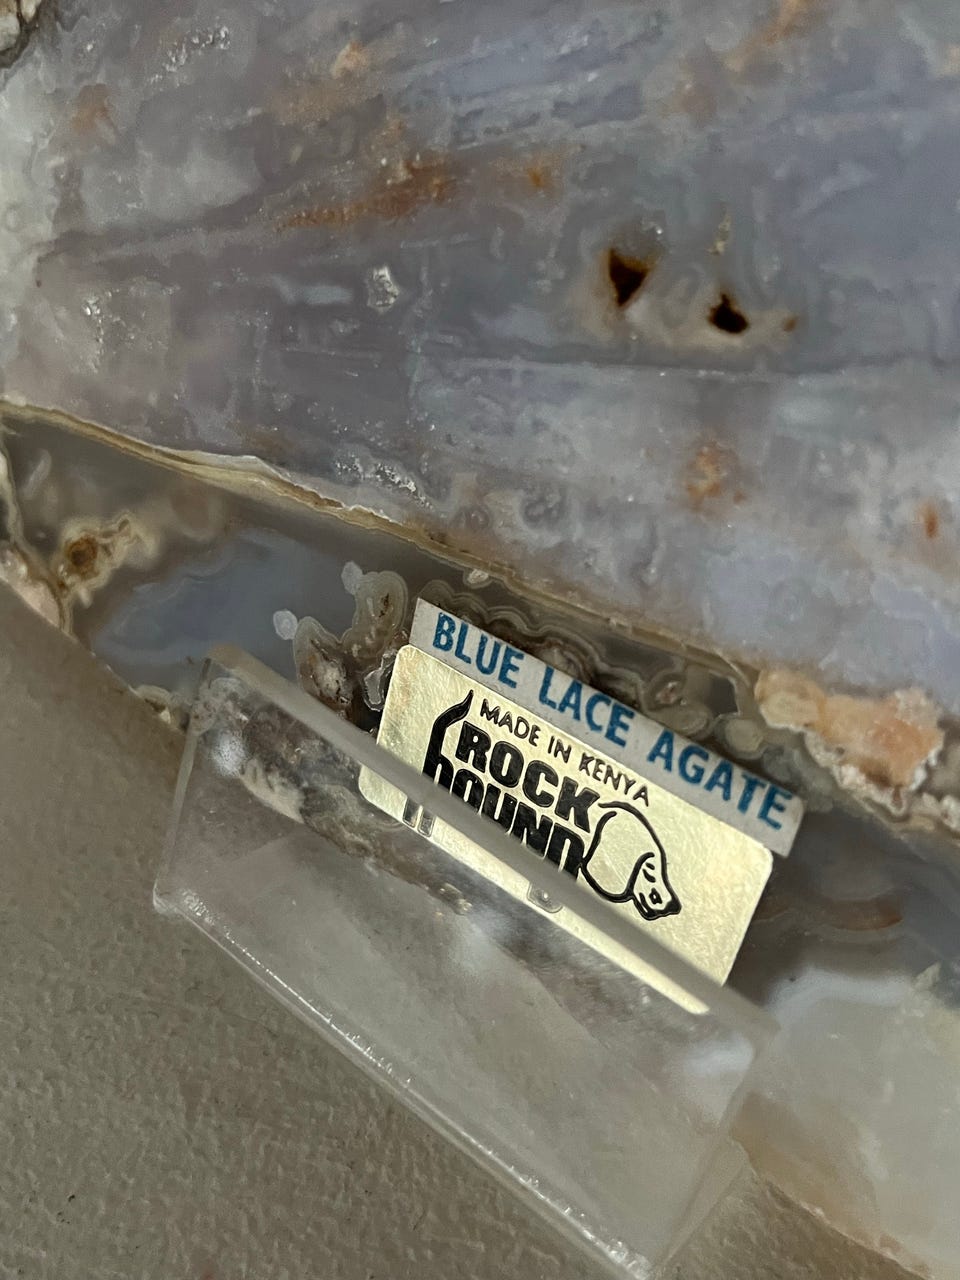 BLUE LACE AGATE
MADE IN KENYA
ROCK
HOUND